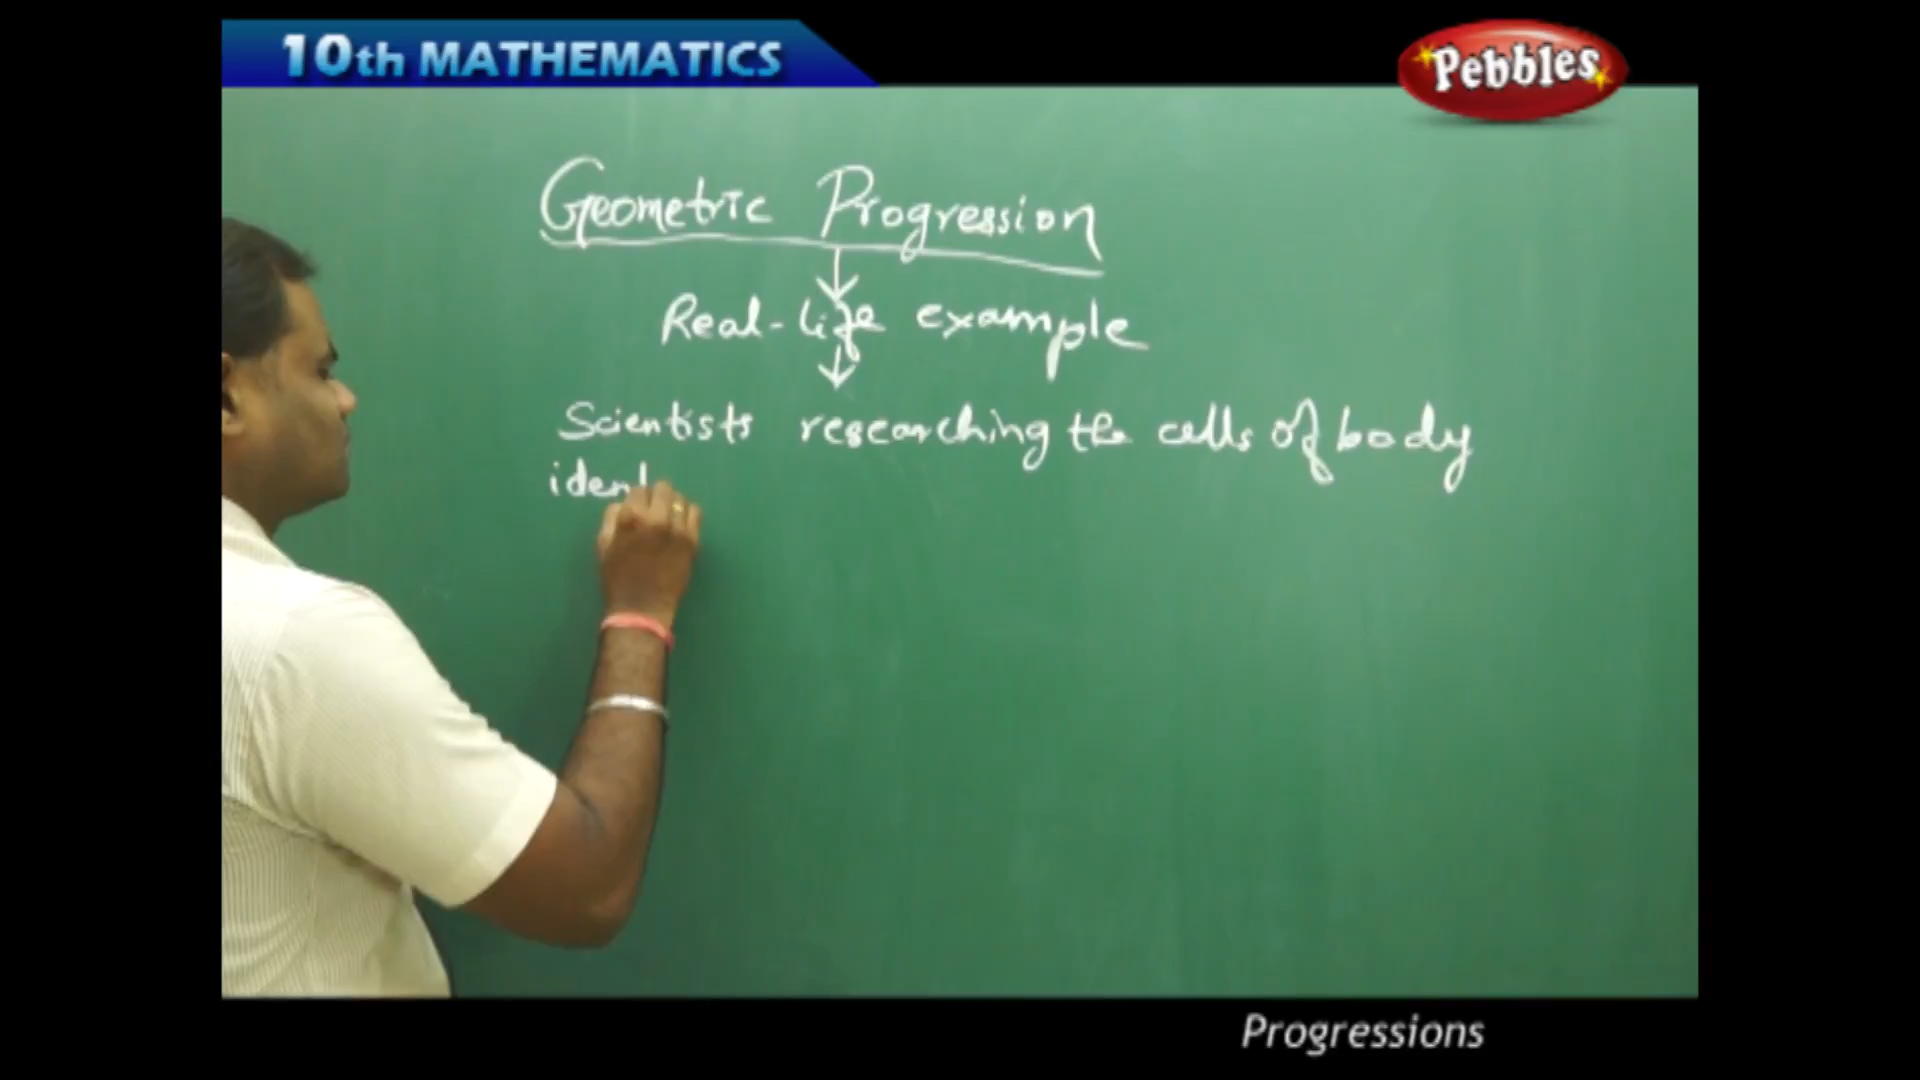 10th MATHEMATICS
Pebbles
Geometric Progression
Real-life example
Scientists researching the cells of body
Progressions